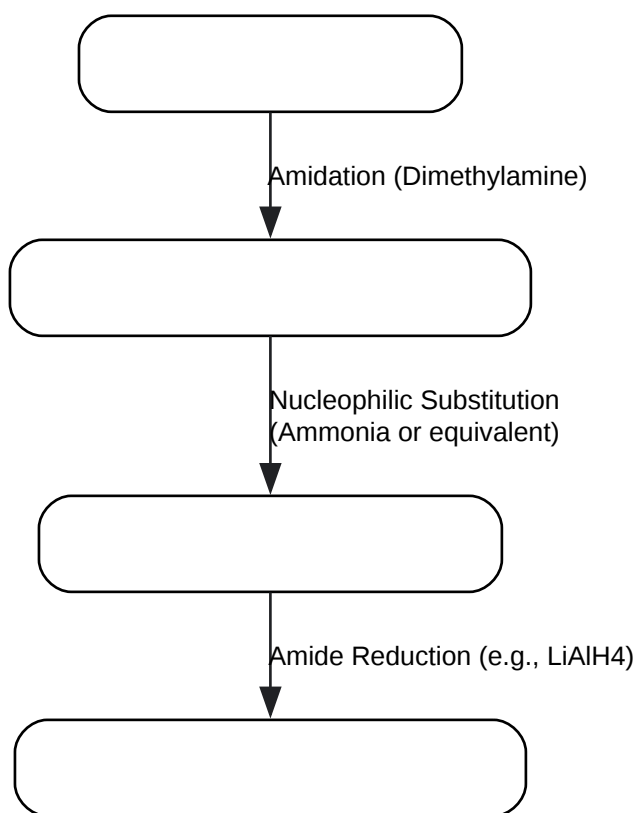 Amidation (Dimethylamine)
Nucleophilic Substitution
(Ammonia or equivalent)
Amide Reduction (e.g., LiAlH4)